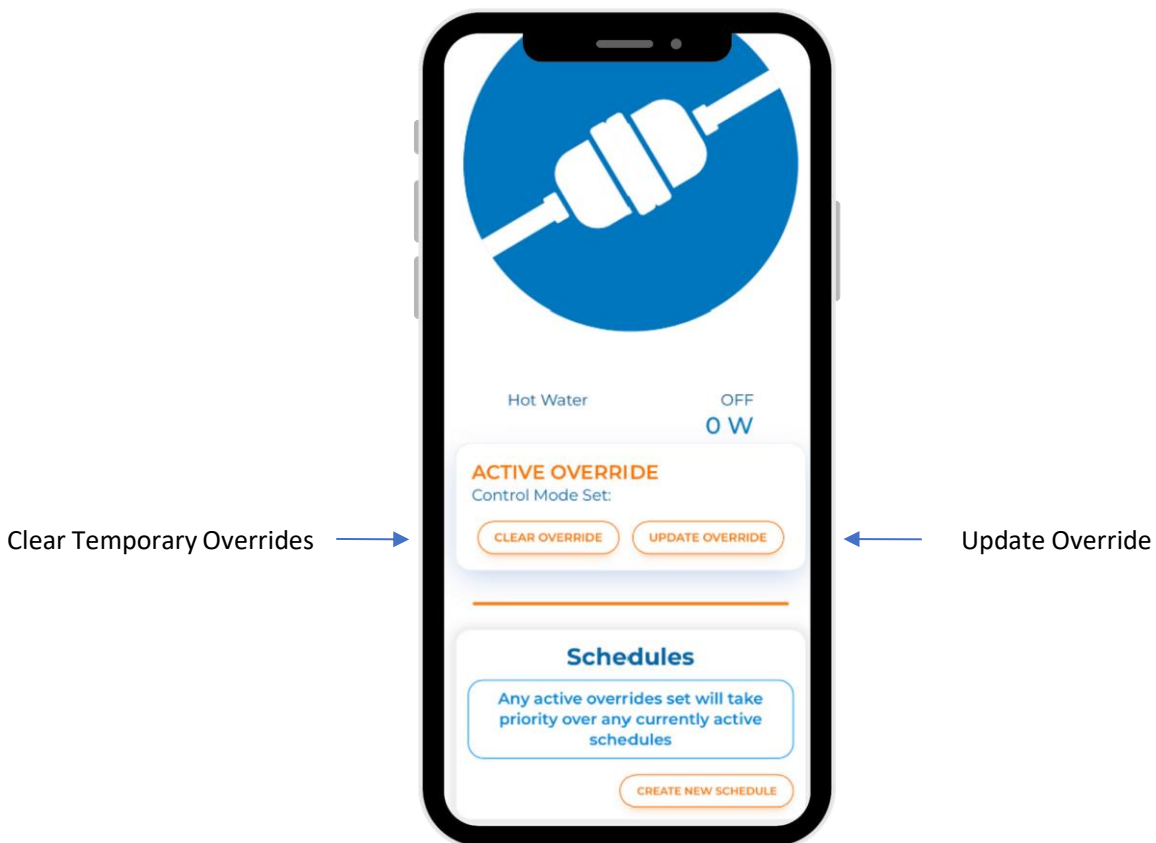 Hot Water OFF
0 W
ACTIVE OVERRIDE
Control Mode Set:
Clear Temporary Overrides
CLEAR OVERRIDE UPDATE OVERRIDE
Update Override
Schedules
Any active overrides set will take
priority over any currently active
schedules
CREATE NEW SCHEDULE